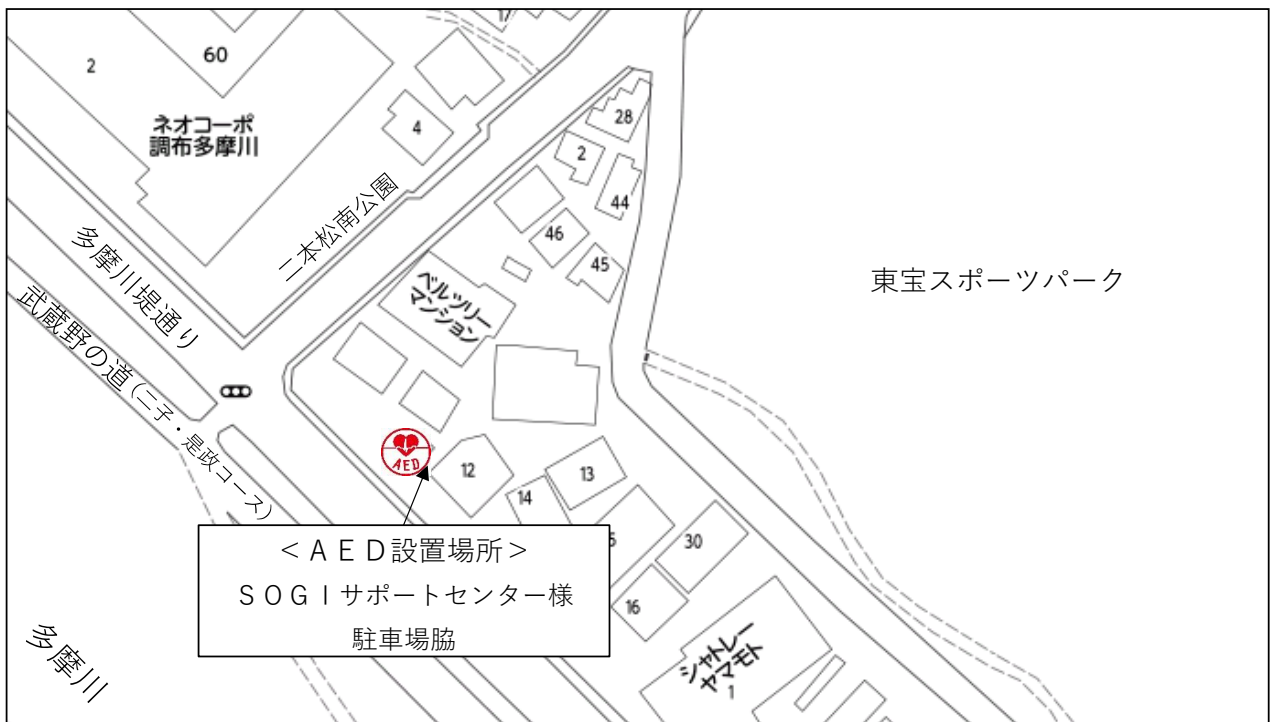 60
2
ネオコーポ
調布多摩川
4
28
2
44
46
45
二本松南公園
多摩川堤通り
武蔵野の道(二子・是政コース)
ベルツリー
マンション
東宝スポーツパーク
AED
12
13
14
30
16
<ＡＥＤ設置場所>
ＳＯＧＩサポートセンター様
駐車場脇
シャトレー
ヤマモト
1
多摩川